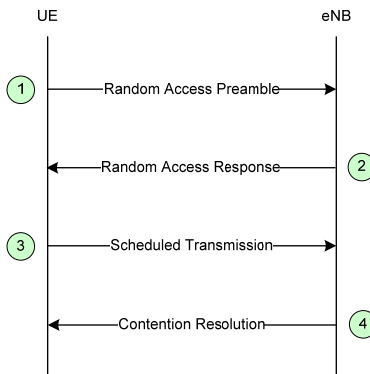 UE eNB
1 Random Access Preamble
Random Access Response 2
3 Scheduled Transmission
Contention Resolution 4